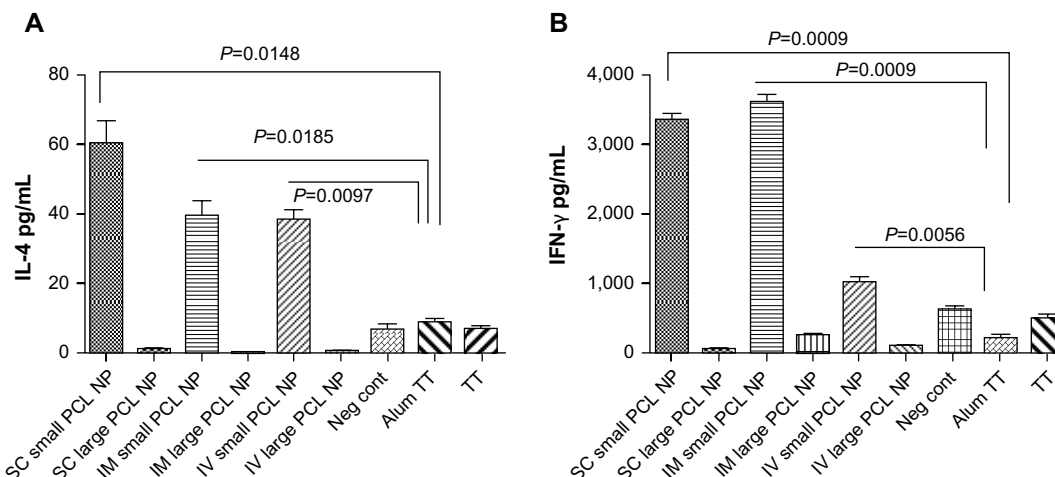 A
P=0.0148
P=0.0185
P=0.0097
80
60
40
20
0
IL-4 pg/mL
SC small PCL NP
SC large PCL NP
IM small PCL NP
IM large PCL NP
IV small PCL NP
IV large PCL NP
Neg cont
Alum TT
TT
B
P=0.0009
P=0.0009
P=0.0056
4,000
3,000
2,000
1,000
0
IFN-γ pg/mL
SC small PCL NP
SC large PCL NP
IM small PCL NP
IM large PCL NP
IV small PCL NP
IV large PCL NP
Neg cont
Alum TT
TT